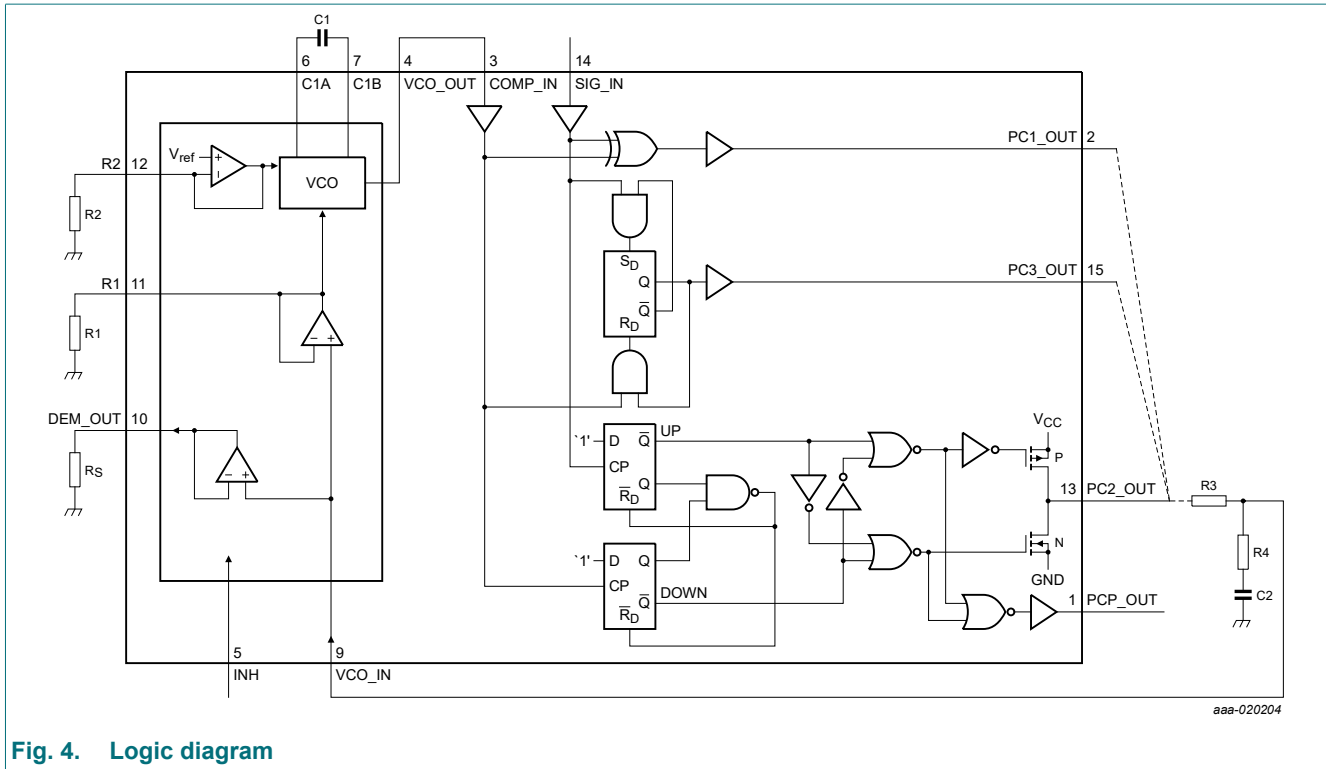 C1
6 7 4 3 14
C1A C1B VCO_OUT COMP_IN SIG_IN
PC1_OUT 2
R2 12
Vref
+
−
VCO
R2
SD
Q
Q
RD
PC3_OUT 15
R1 11
R1
− +
DEM_OUT 10
RS
− +
'1' D Q UP
CP
Q
RD
'1' D Q
CP
Q DOWN
RD
VCC
P
13 PC2_OUT
R3
N
GND
R4
C2
1 PCP_OUT
5 9
INH VCO_IN
aaa-020204
Fig. 4. Logic diagram